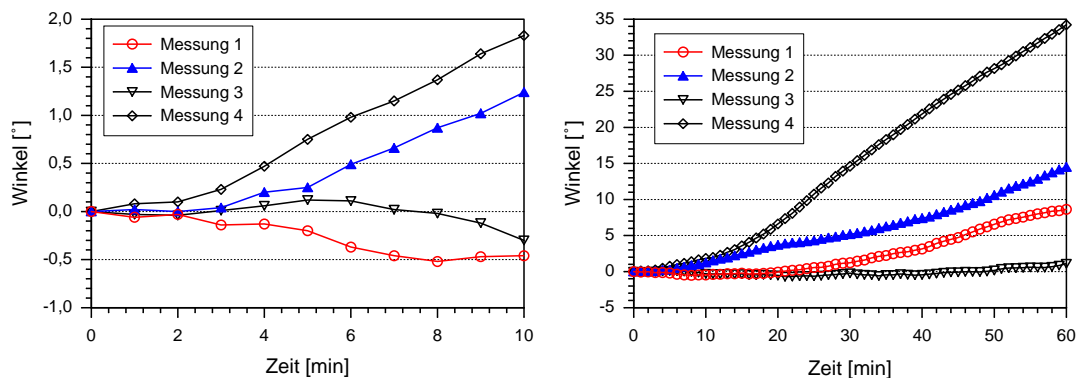 2,0
1,5
1,0
0,5
0,0
-0,5
-1,0
Winkel [°]
Messung 1
Messung 2
Messung 3
Messung 4
0 2 4 6 8 10
Zeit [min]
35
30
25
20
15
10
5
0
-5
Winkel [°]
Messung 1
Messung 2
Messung 3
Messung 4
0 10 20 30 40 50 60
Zeit [min]